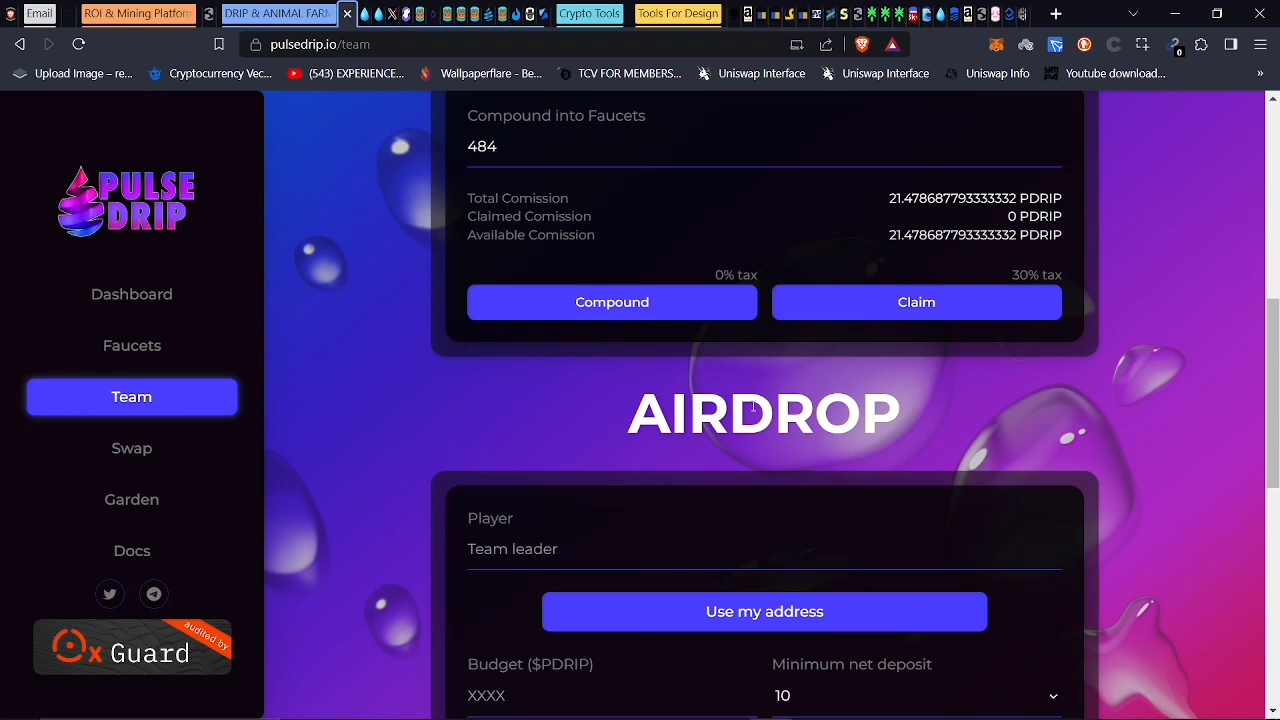 Email
ROI & Mining Platform
DRIP & ANIMAL FARM
Crypto Tools
Tools For Design
pulsedrip.io/team
0
Upload Image – re...
Cryptocurrency Vec...
(543) EXPERIENCE...
Wallpaperflare - Be...
TCV FOR MEMBERS...
Uniswap Interface
Uniswap Interface
Uniswap Info
Youtube download...
»
PULSE
DRIP
Dashboard
Faucets
Team
Swap
Garden
Docs
audited by
0x Guard
Compound into Faucets
484
Total Comission
21.478687793333332 PDRIP
Claimed Comission
0 PDRIP
Available Comission
21.478687793333332 PDRIP
0% tax
30% tax
Compound
Claim
AIRDROP
Player
Team leader
Use my address
Budget ($PDRIP)
Minimum net deposit
XXXX
10